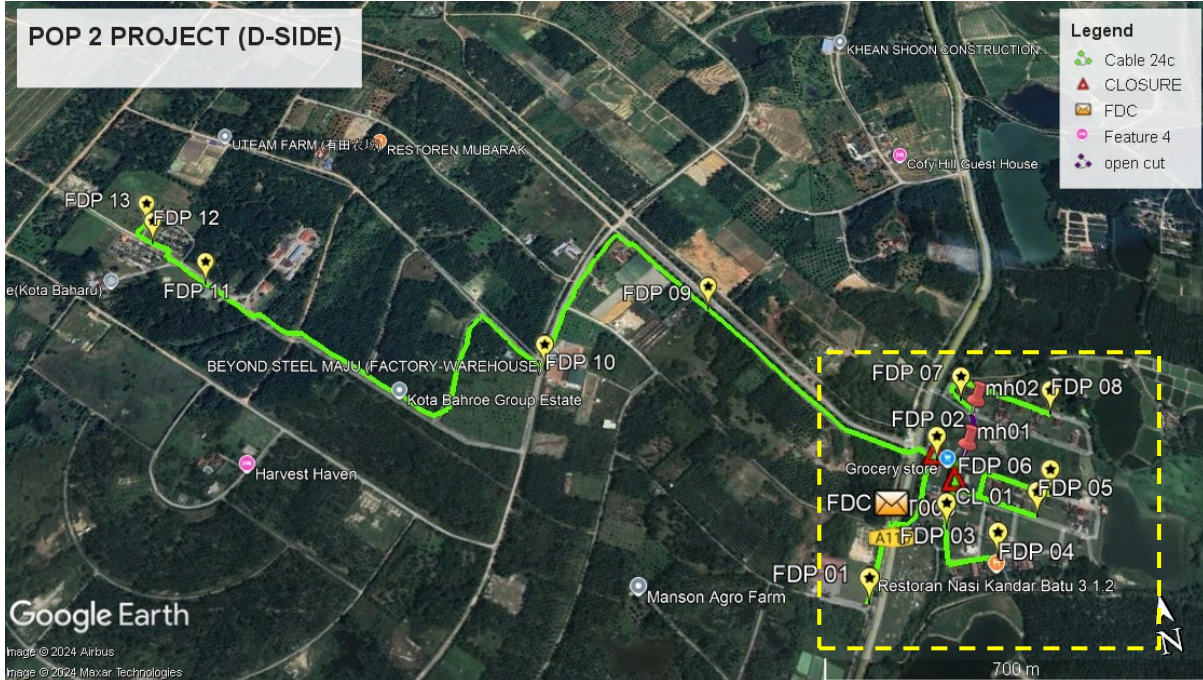 POP 2 PROJECT (D-SIDE)
Legend
Cable 24c
CLOSURE
FDC
Feature 4
open cut
KHEAN SHOON CONSTRUCTION...
UTEAM FARM (有田农场)
RESTOREN MUBARAK
Cofy Hill Guest House
FDP 13
FDP 12
FDP 11
e(Kota Baharu)
FDP 09
FDP 10
BEYOND STEEL MAJU (FACTORY-WAREHOUSE)
Kota Bahroe Group Estate
FDP 07
mh02
FDP 08
FDP 02
mh01
Grocery store
FDP 06
Harvest Haven
FDP 05
CL 01
FDC
FDP 03
FDP 04
FDP 01
Restoran Nasi Kandar Batu 3 1.2
Manson Agro Farm
Google Earth
N
Image © 2024 Airbus
Image © 2024 Maxar Technologies
700 m